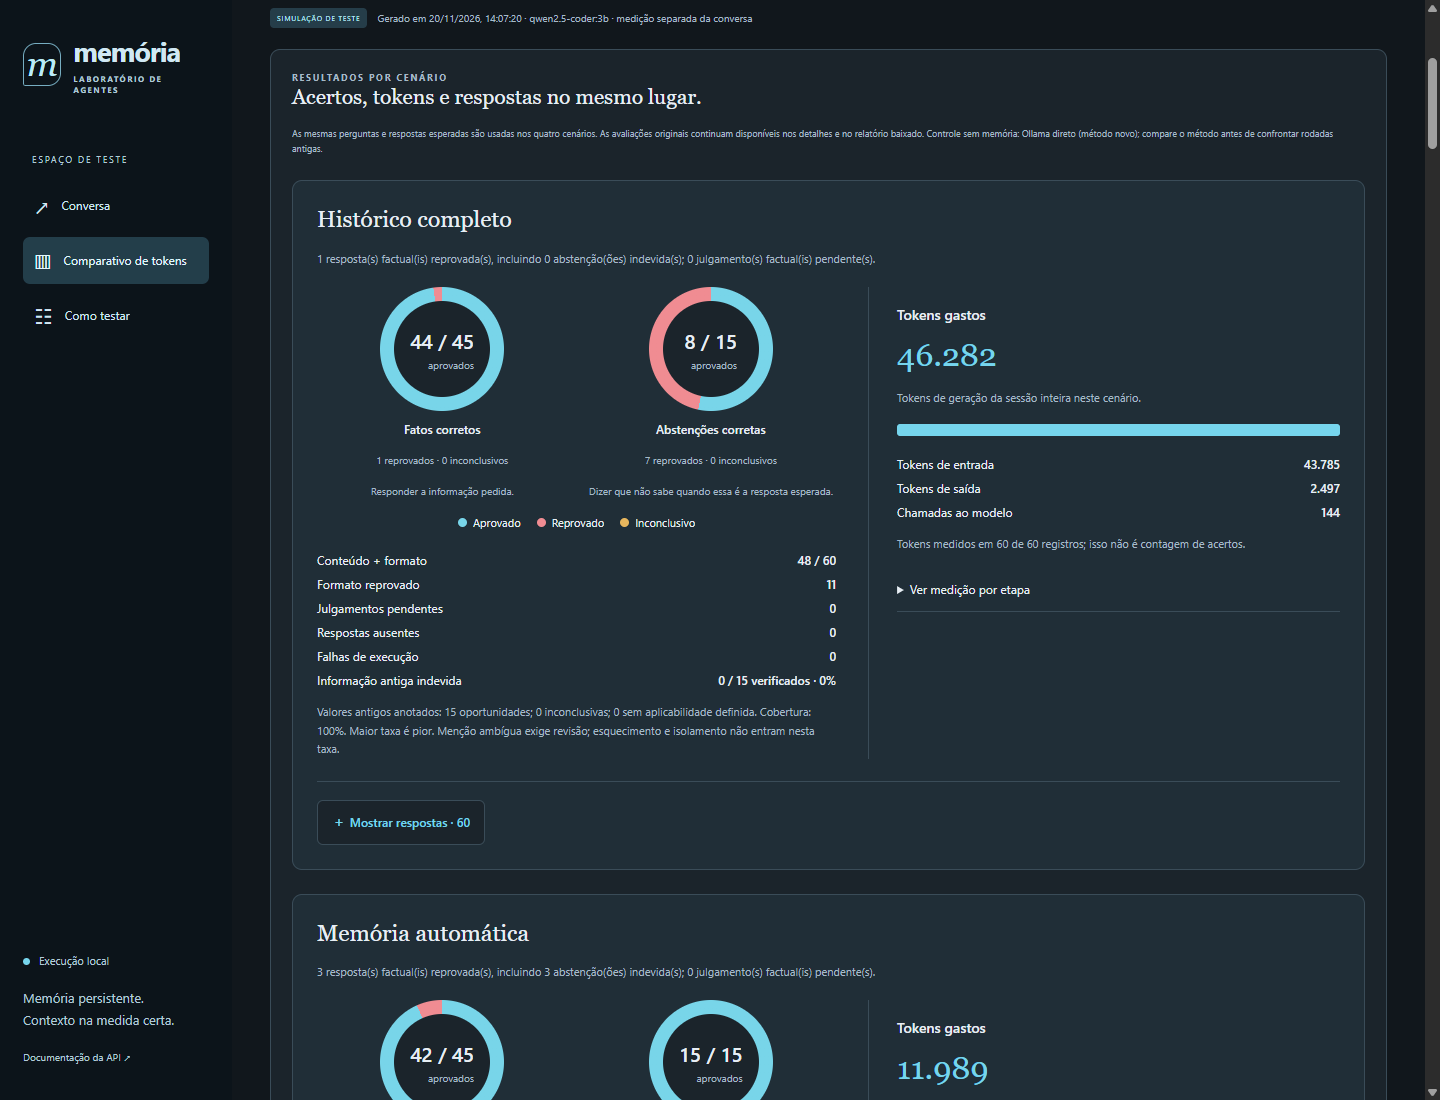 m
memória
LABORATÓRIO DE
AGENTES
ESPAÇO DE TESTE
Conversa
Comparativo de tokens
Como testar
Execução local
Memória persistente.
Contexto na medida certa.
Documentação da API ↗
SIMULAÇÃO DE TESTE
Gerado em 20/11/2026, 14:07:20 · qwen2.5-coder:3b · medição separada da conversa
RESULTADOS POR CENÁRIO
Acertos, tokens e respostas no mesmo lugar.
As mesmas perguntas e respostas esperadas são usadas nos quatro cenários. As avaliações originais continuam disponíveis nos detalhes e no relatório baixado. Controle sem memória: Ollama direto (método novo); compare o método antes de confrontar rodadas
antigas.
Histórico completo
1 resposta(s) factual(is) reprovada(s), incluindo 0 abstenção(ões) indevida(s); 0 julgamento(s) factual(is) pendente(s).
44 / 45
aprovados
Fatos corretos
1 reprovados · 0 inconclusivos
Responder a informação pedida.
8 / 15
aprovados
Abstenções corretas
7 reprovados · 0 inconclusivos
Dizer que não sabe quando essa é a resposta esperada.
Aprovado
Reprovado
Inconclusivo
Conteúdo + formato 48 / 60
Formato reprovado 11
Julgamentos pendentes 0
Respostas ausentes 0
Falhas de execução 0
Informação antiga indevida 0 / 15 verificados · 0%
Valores antigos anotados: 15 oportunidades; 0 inconclusivas; 0 sem aplicabilidade definida. Cobertura:
100%. Maior taxa é pior. Menção ambígua exige revisão; esquecimento e isolamento não entram nesta
taxa.
Tokens gastos
46.282
Tokens de geração da sessão inteira neste cenário.
Tokens de entrada 43.785
Tokens de saída 2.497
Chamadas ao modelo 144
Tokens medidos em 60 de 60 registros; isso não é contagem de acertos.
▶ Ver medição por etapa
+ Mostrar respostas · 60
Memória automática
3 resposta(s) factual(is) reprovada(s), incluindo 3 abstenção(ões) indevida(s); 0 julgamento(s) factual(is) pendente(s).
42 / 45
aprovados
15 / 15
aprovados
Tokens gastos
11.989